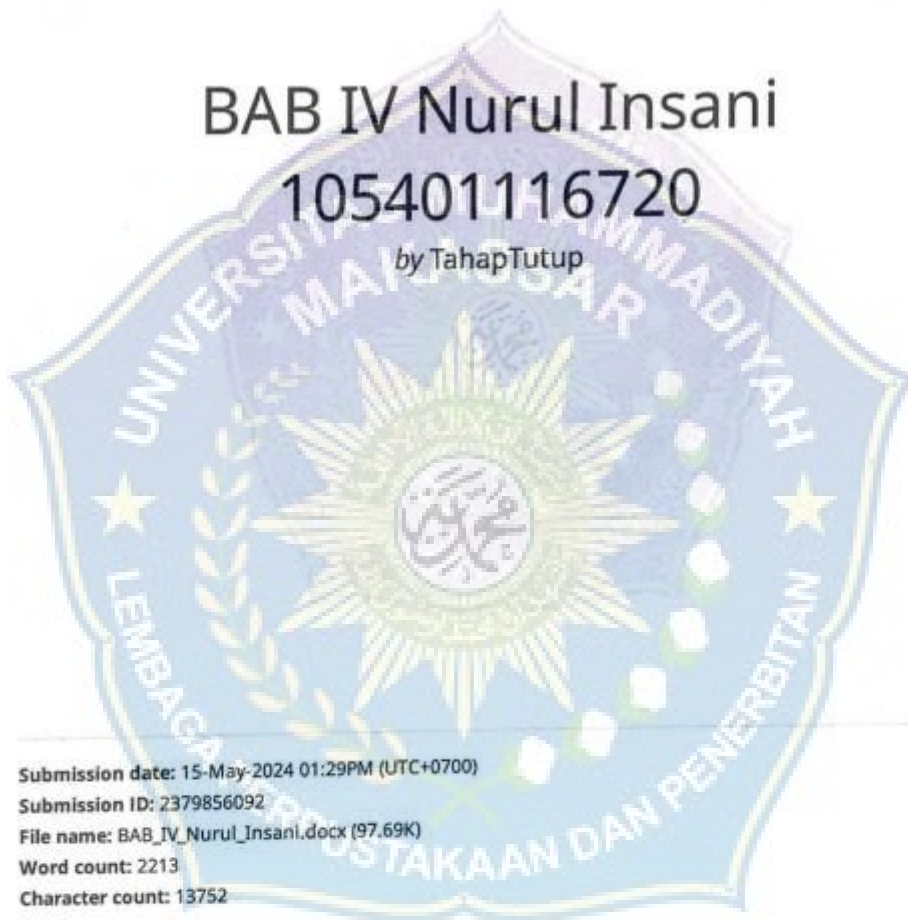 BAB IV Nurul Insani
105401116720
by TahapTutup
UNIVERSITAS MUHAMMADIYAH
MAKASSAR
محمدية
LEMBAGA PERPUSTAKAAN DAN PENERBITAN
Submission date: 15-May-2024 01:29PM (UTC+0700)
Submission ID: 2379856092
File name: BAB_IV_Nurul_Insani.docx (97.69K)
Word count: 2213
Character count: 13752